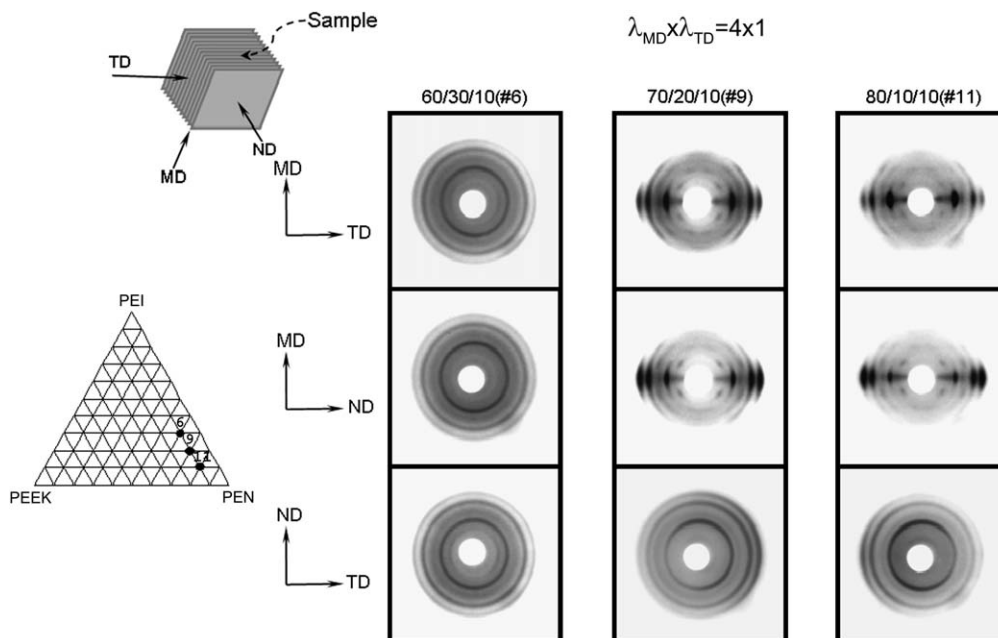 Sample
TD
ND
MD
λMDxλTD=4x1
60/30/10(#6)
70/20/10(#9)
80/10/10(#11)
MD
TD
MD
ND
ND
TD
PEI
6
9
11
PEEK
PEN